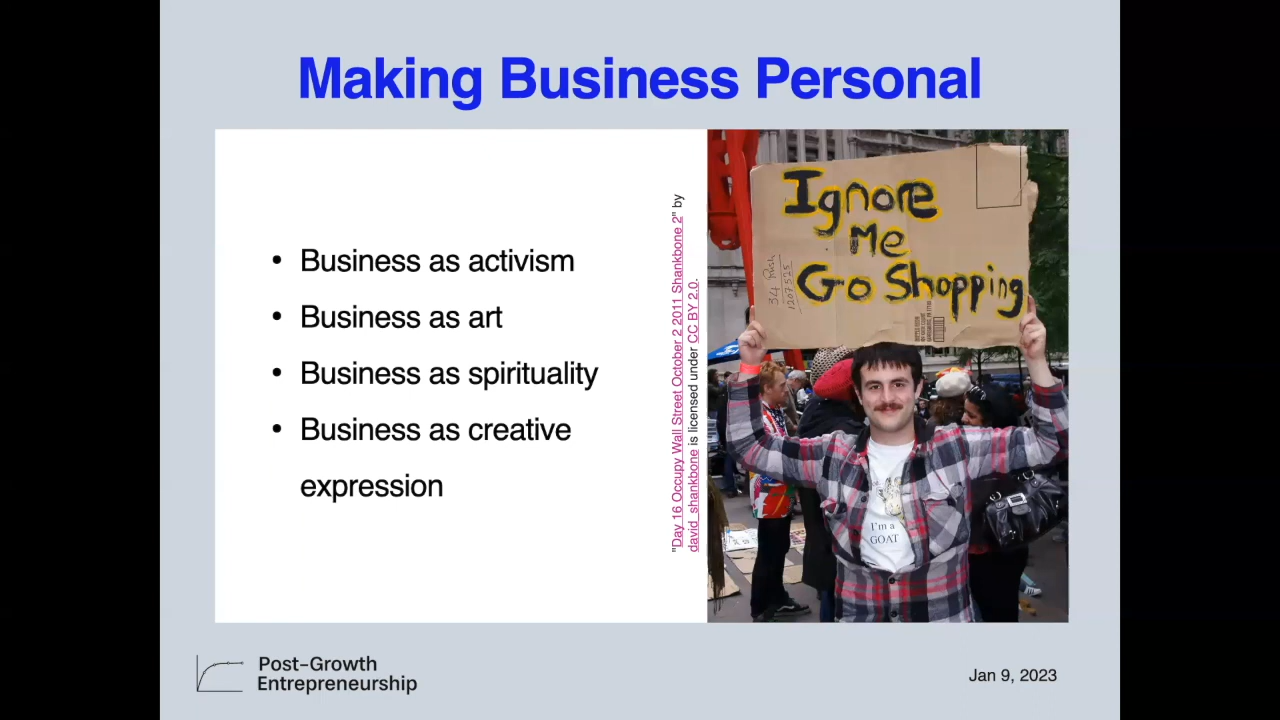 Making Business Personal
• Business as activism
• Business as art
• Business as spirituality
• Business as creative
expression
"Day 16 Occupy Wall Street October 2 2011 Shankbone 2" by
david_shankbone is licensed under CC BY 2.0.
Ignore
Me
Go Shopping
1207525
I'm a
GOAT
Post-Growth
Entrepreneurship
Jan 9, 2023